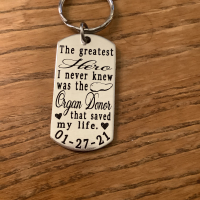 The greatest
Hero
I never knew
was the
Organ Donor
that saved
my life.
01-27-21